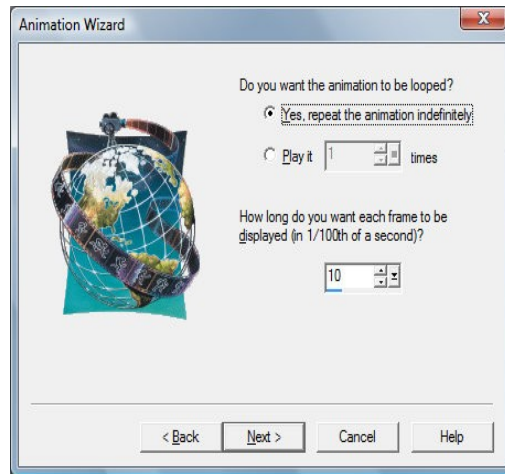 Animation Wizard
X
Do you want the animation to be looped?
Yes, repeat the animation indefinitely
Play it 1 times
How long do you want each frame to be
displayed (in 1/100th of a second)?
10
< Back Next > Cancel Help